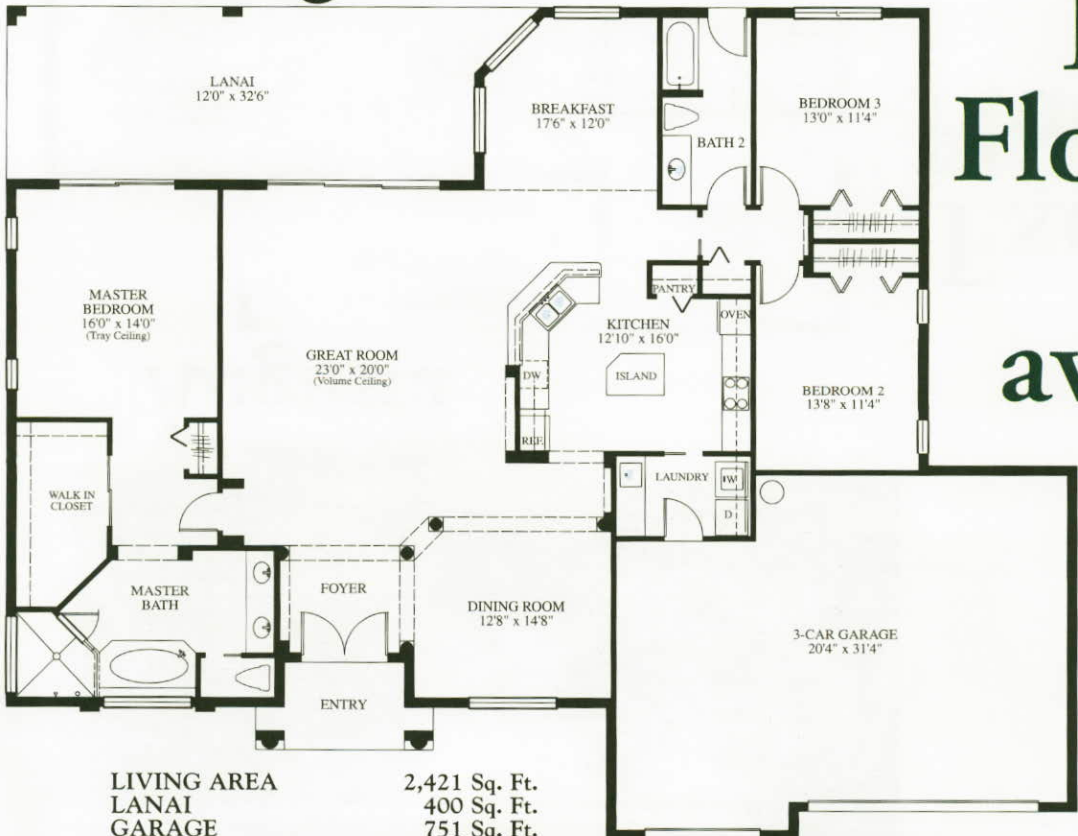 LANAI
12'0" x 32'6"
BREAKFAST
17'6" x 12'0"
BATH 2
BEDROOM 3
13'0" x 11'4"
Flo
MASTER
BEDROOM
16'0" x 14'0"
(Tray Ceiling)
GREAT ROOM
23'0" x 20'0"
(Volume Ceiling)
PANTRY
KITCHEN
12'10" x 16'0"
OVEN
ISLAND
DW
REF.
BEDROOM 2
13'8" x 11'4"
av
WALK IN
CLOSET
LAUNDRY
W
D
MASTER
BATH
FOYER
DINING ROOM
12'8" x 14'8"
3-CAR GARAGE
20'4" x 31'4"
ENTRY
LIVING AREA 2,421 Sq. Ft.
LANAI 400 Sq. Ft.
GARAGE 751 Sq. Ft.